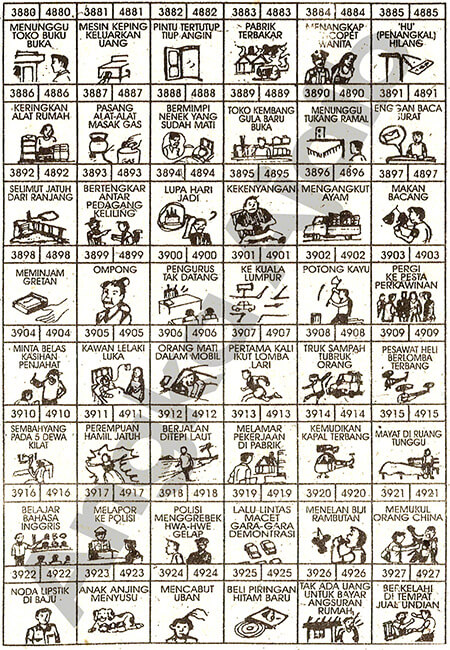 3880 4880 3881 4881 3882 4882 3883 4883 3884 4884 3885 4885
MENUNGGU
TOKO BUKU
BUKA
MESIN KEPING
KELUARKAN
UANG
PINTU TERTUTUP
TIUP ANGIN
PABRIK
TERBAKAR
MENANGKAP
COPET
WANITA
'HU'
(PENANGKAL)
HILANG
3886 4886 3887 4887 3888 4888 3889 4889 3890 4890 3891 4891
KERINGKAN
ALAT RUMAH
PASANG
ALAT-ALAT
MASAK GAS
BERMIMPI
NENEK YANG
SUDAH MATI
TOKO KEMBANG
GULA BARU
BUKA
MENUNGGU
TUKANG RAMAL
ENGGAN BACA
SURAT
3892 4892 3893 4893 3894 4894 3895 4895 3896 4896 3897 4897
SELIMUT JATUH
DARI RANJANG
BERTENGKAR
ANTAR
PEDAGANG
KELILING
LUPA HARI
JADI
KEKENYANGAN
MENGANGKUT
AYAM
MAKAN
BACANG
3898 4898 3899 4899 3900 4900 3901 4901 3902 4902 3903 4903
MEMINJAM
GRETAN
OMPONG
PENGURUS
TAK DATANG
KE KUALA
LUMPUR
POTONG KAYU
PERGI
KE PESTA
PERKAWINAN
3904 4904 3905 4905 3906 4906 3907 4907 3908 4908 3909 4909
MINTA BELAS
KASIHAN
PENJAHAT
KAWAN LELAKI
LUKA
ORANG MATI
DALAM MOBIL
PERTAMA KALI
IKUT LOMBA
LARI
TRUK SAMPAH
TUBRUK
ORANG
PESAWAT HELI
BERLOMBA
TERBANG
3910 4910 3911 4911 3912 4912 3913 4913 3914 4914 3915 4915
SEMBAHYANG
PADA 5 DEWA
KILAT
PEREMPUAN
HAMIL JATUH
BERJALAN
DITEPI LAUT
MELAMAR
PEKERJAAN
DI PABRIK
KEMUDIKAN
KAPAL TERBANG
MAYAT DI RUANG
TUNGGU
3916 4916 3917 4917 3918 4918 3919 4919 3920 4920 3921 4921
BELAJAR
BAHASA
INGGRIS
MELAPOR
KE POLISI
POLISI
MENGGREBEK
HWA-HWE
GELAP
LALU-LINTAS
MACET
GARA-GARA
DEMONTRASI
MENELAN BIJI
RAMBUTAN
MEMUKUL
ORANG CHINA
3922 4922 3923 4923 3924 4924 3925 4925 3926 4926 3927 4927
NODA LIPSTIK
DI BAJU
ANAK ANJING
MENYUSU
MENCABUT
UBAN
BELI PIRINGAN
HITAM BARU
TAK ADA UANG
UNTUK BAYAR
ANGSURAN
RUMAH
BERKELAHI
DI TEMPAT
JUAL UNDIAN